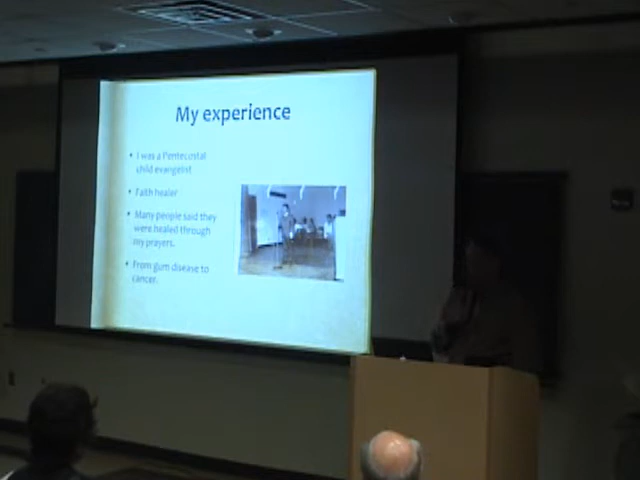 My experience
• I was a Pentecostal
child evangelist
• Faith healer
• Many people said they
were healed through
my prayers.
• From gum disease to
cancer.